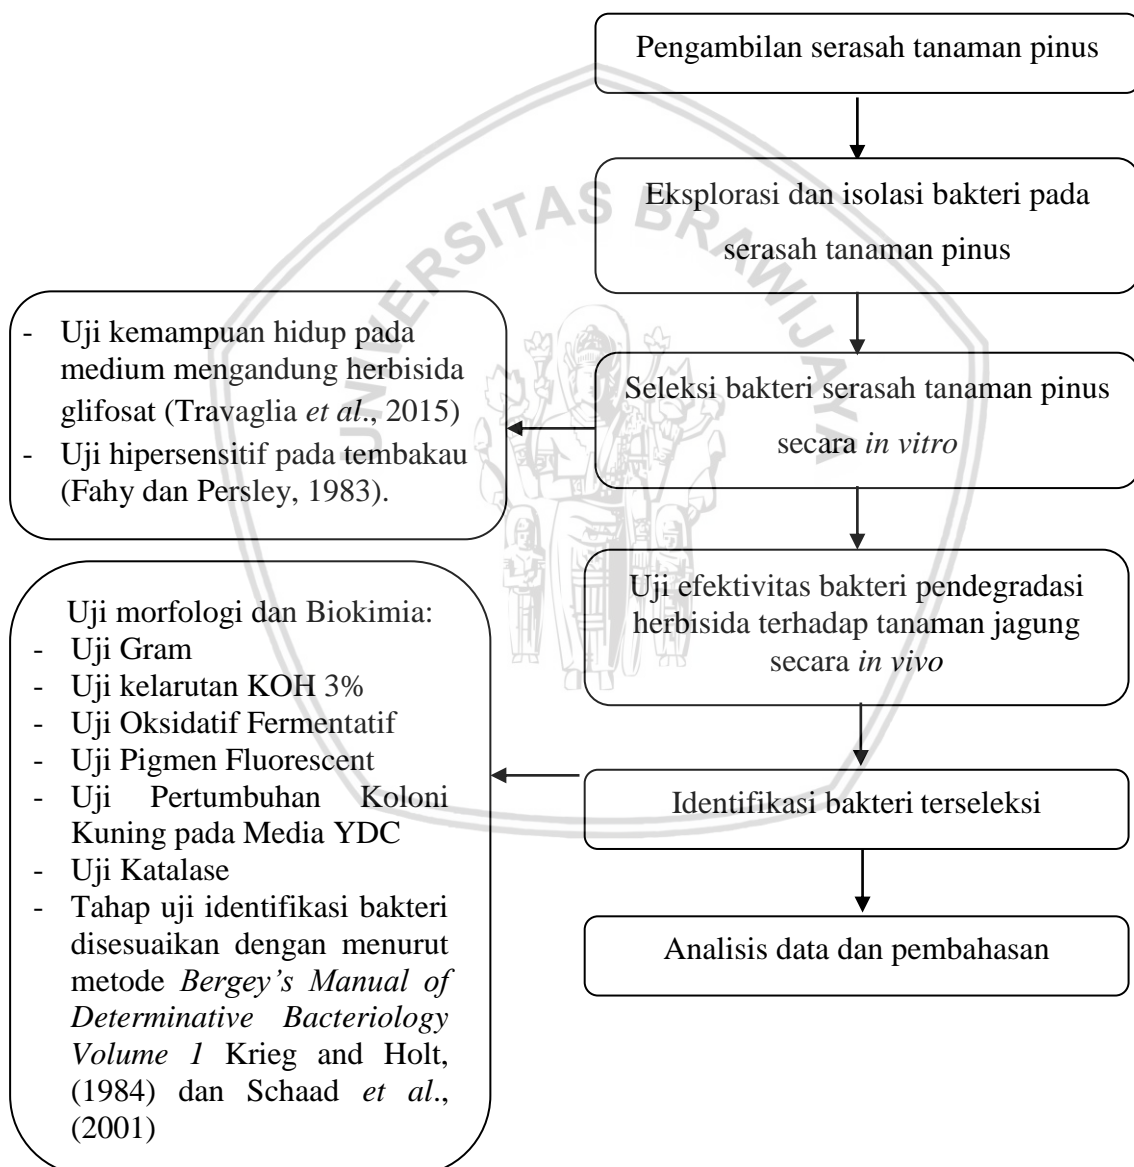 Pengambilan serasah tanaman pinus
Eksplorasi dan isolasi bakteri pada
serasah tanaman pinus
UNIVERSITAS BRAWIJAYA
Seleksi bakteri serasah tanaman pinus
secara in vitro
- Uji kemampuan hidup pada
medium mengandung herbisida
glifosat (Travaglia et al., 2015)
- Uji hipersensitif pada tembakau
(Fahy dan Persley, 1983).
Uji efektivitas bakteri pendegradasi
herbisida terhadap tanaman jagung
secara in vivo
Identifikasi bakteri terseleksi
Uji morfologi dan Biokimia:
- Uji Gram
- Uji kelarutan KOH 3%
- Uji Oksidatif Fermentatif
- Uji Pigmen Fluorescent
- Uji Pertumbuhan Koloni
Kuning pada Media YDC
- Uji Katalase
- Tahap uji identifikasi bakteri
disesuaikan dengan menurut
metode Bergey’s Manual of
Determinative Bacteriology
Volume 1 Krieg and Holt,
(1984) dan Schaad et al.,
(2001)
Analisis data dan pembahasan